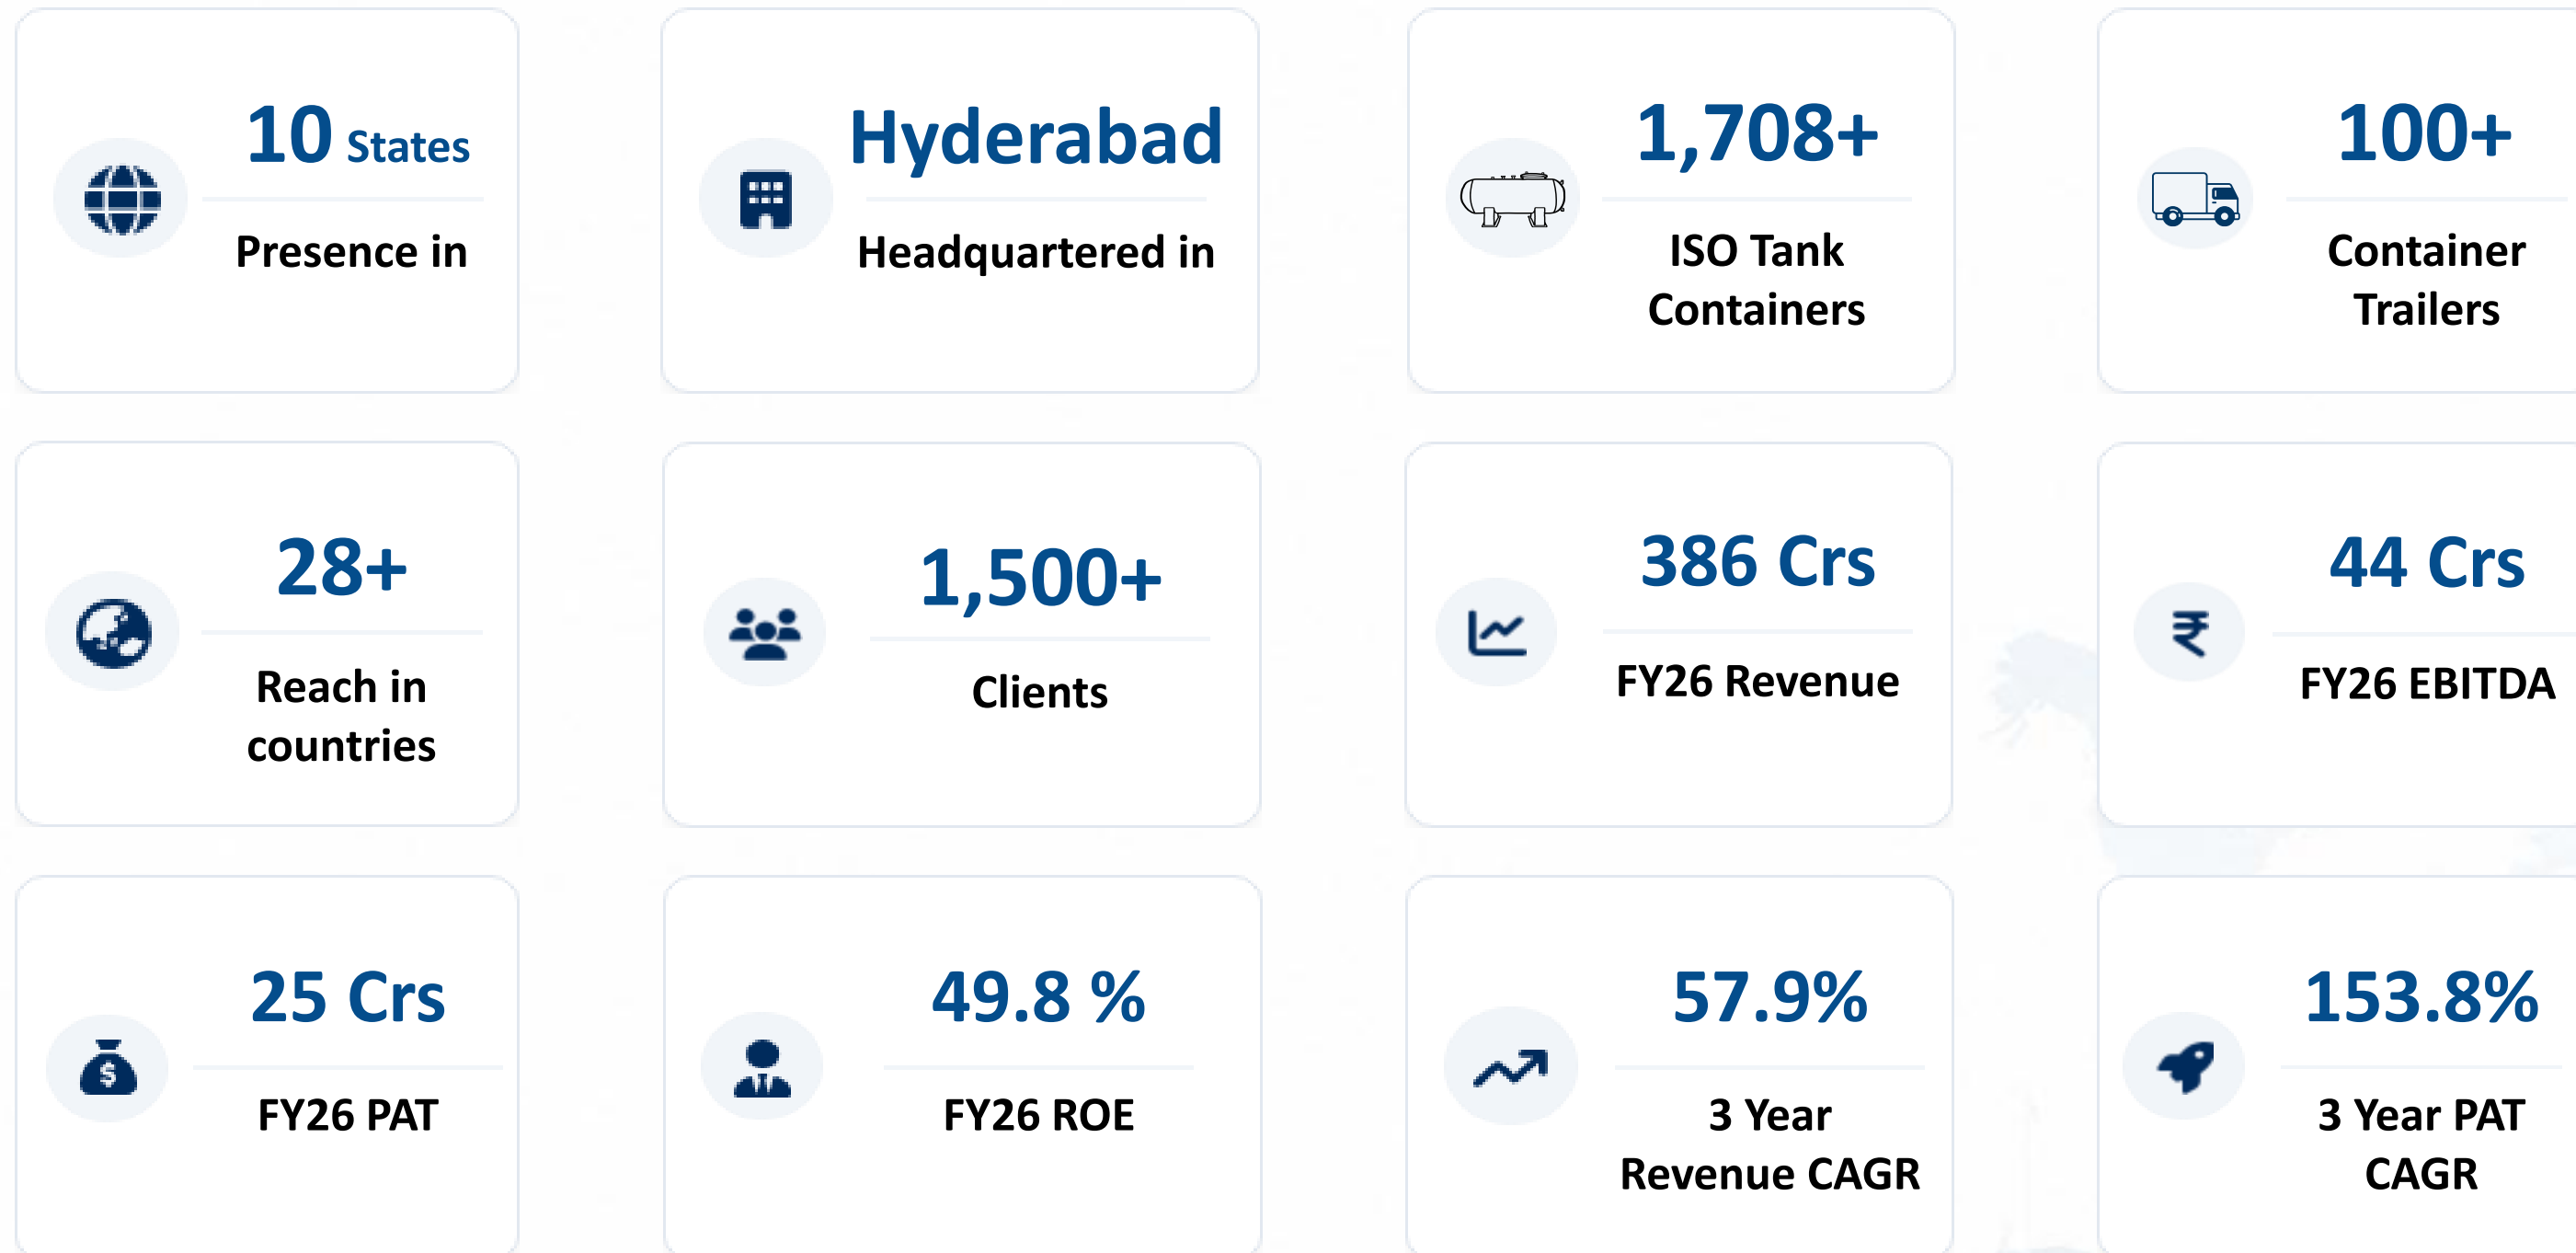 10 States
Presence in
Hyderabad
Headquartered in
1,708+
ISO Tank
Containers
100+
Container
Trailers
28+
Reach in
countries
1,500+
Clients
386 Crs
FY26 Revenue
44 Crs
FY26 EBITDA
25 Crs
FY26 PAT
49.8 %
FY26 ROE
57.9%
3 Year
Revenue CAGR
153.8%
3 Year PAT
CAGR